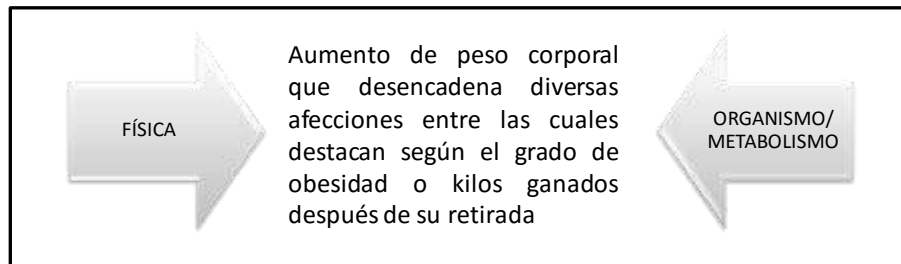 FÍSICA
Aumento de peso corporal
que desencadena diversas
afecciones entre las cuales
destacan según el grado de
obesidad o kilos ganados
después de su retirada
ORGANISMO/
METABOLISMO